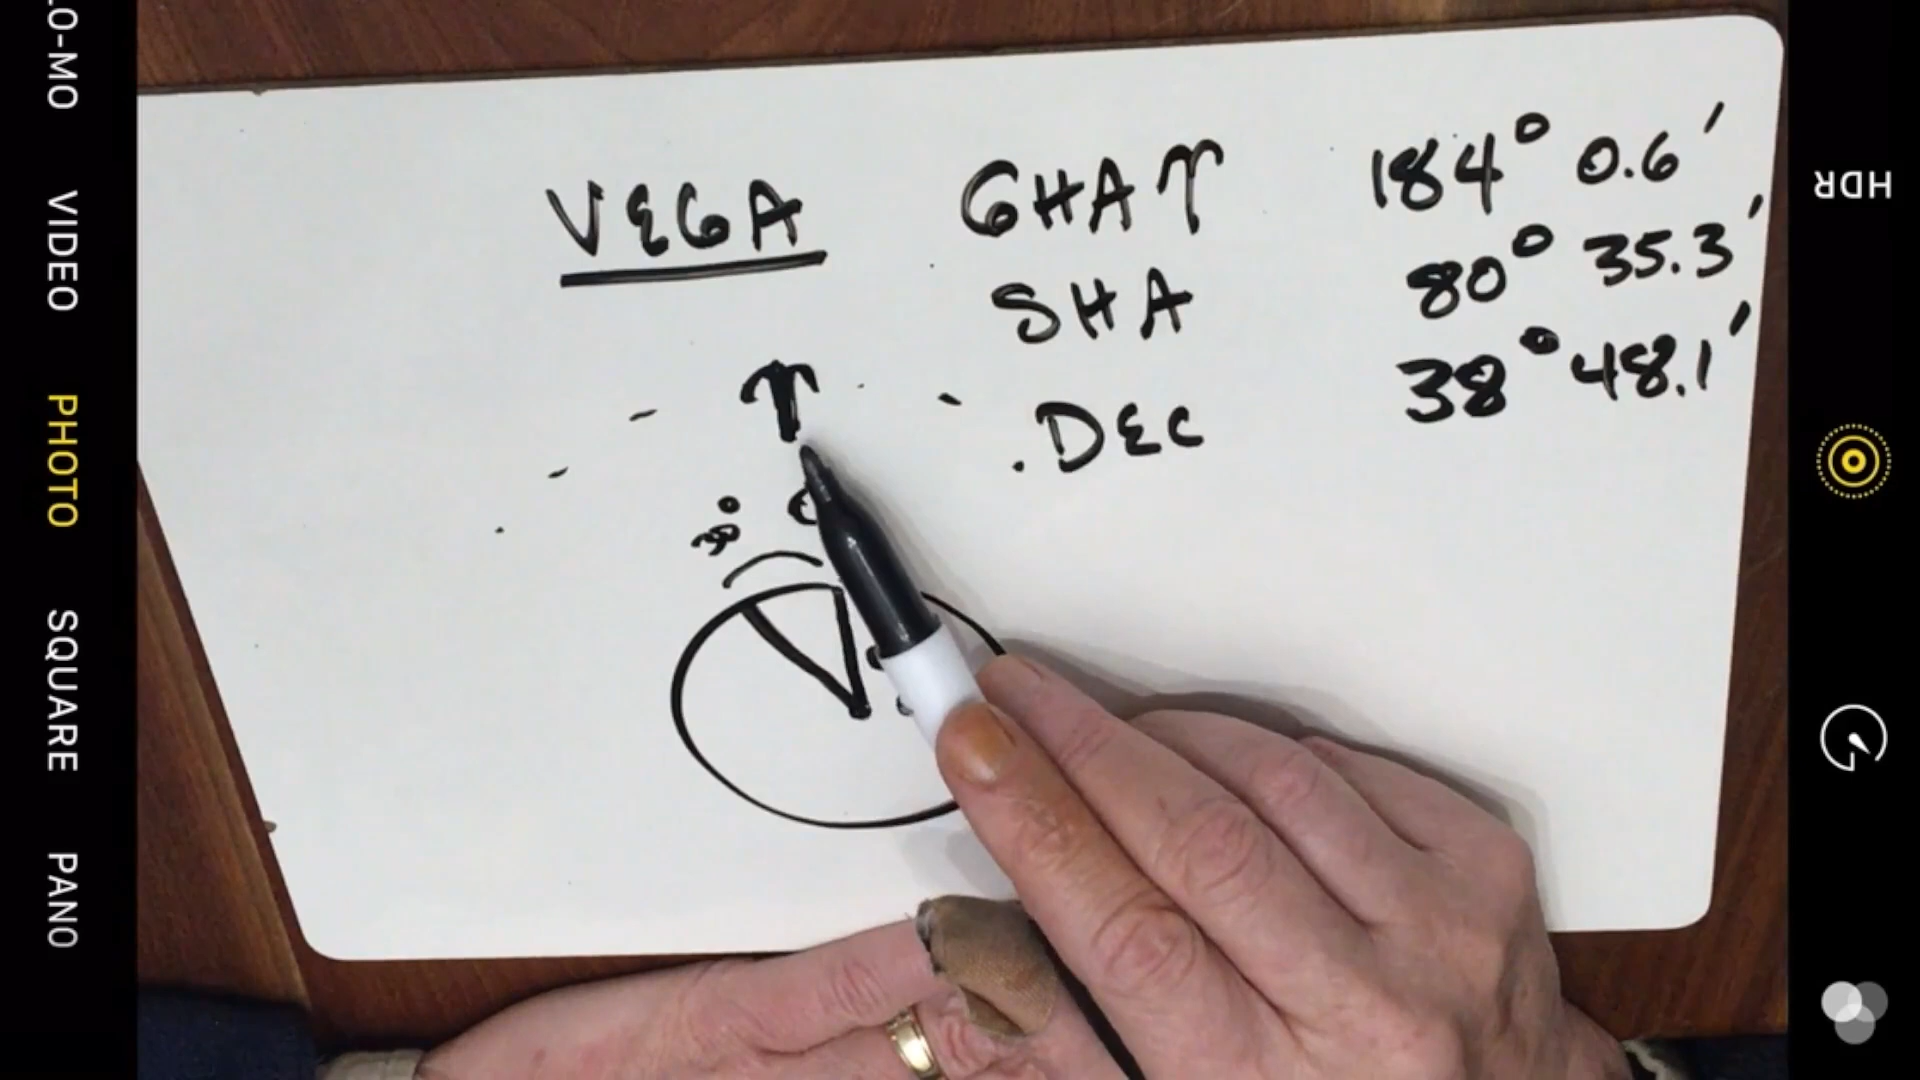 VEGA GHA♈ 184° 0.6'
SHA 80° 35.3'
DEC 38° 48.1'
♈
LO-MO
VIDEO
PHOTO
SQUARE
PANO
HDR